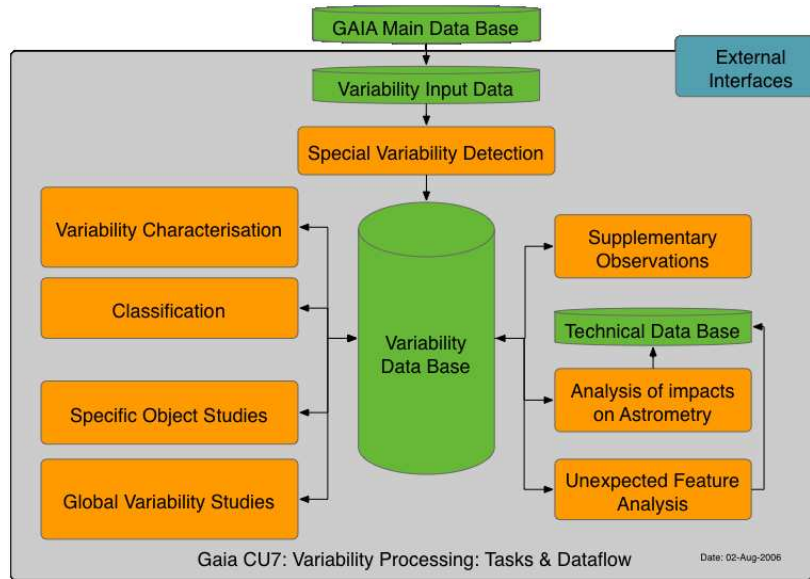 GAIA Main Data Base
External
Interfaces
Variability Input Data
Special Variability Detection
Variability Characterisation
Classification
Specific Object Studies
Global Variability Studies
Variability
Data Base
Supplementary
Observations
Technical Data Base
Analysis of impacts
on Astrometry
Unexpected Feature
Analysis
Gaia CU7: Variability Processing: Tasks & Dataflow
Date: 02-Aug-2006